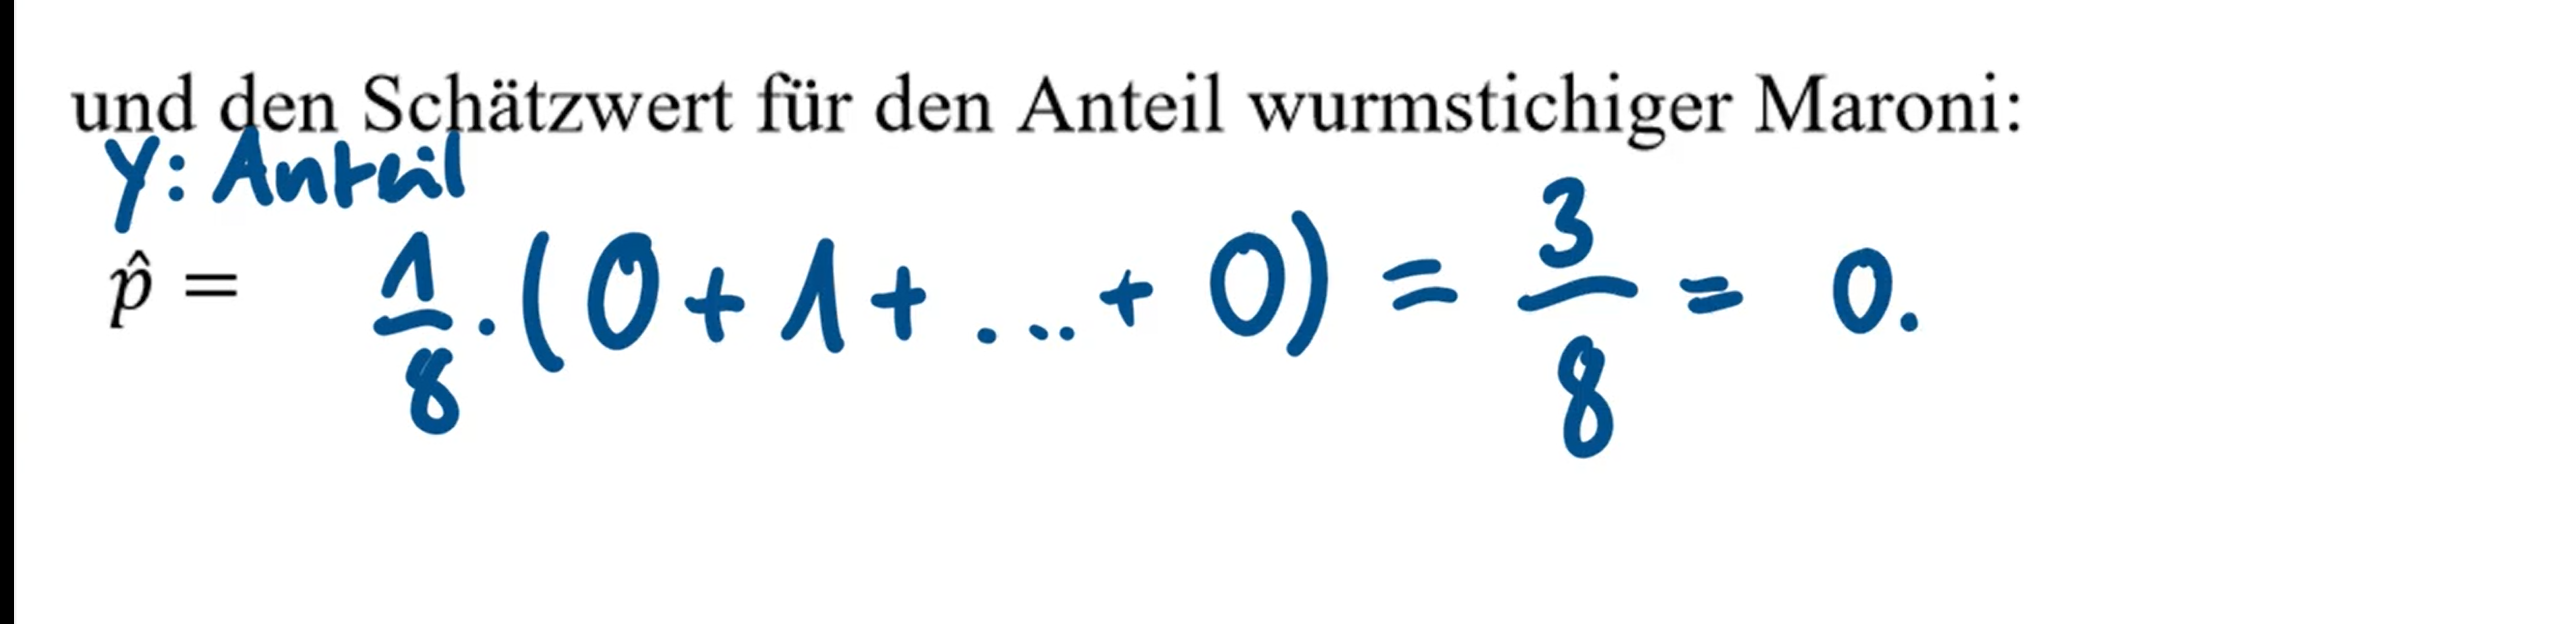 und den Schätzwert für den Anteil wurmstichiger Maroni:
Y: Anteil
p̂ = 1/8 · (0 + 1 + ... + 0) = 3/8 = 0.